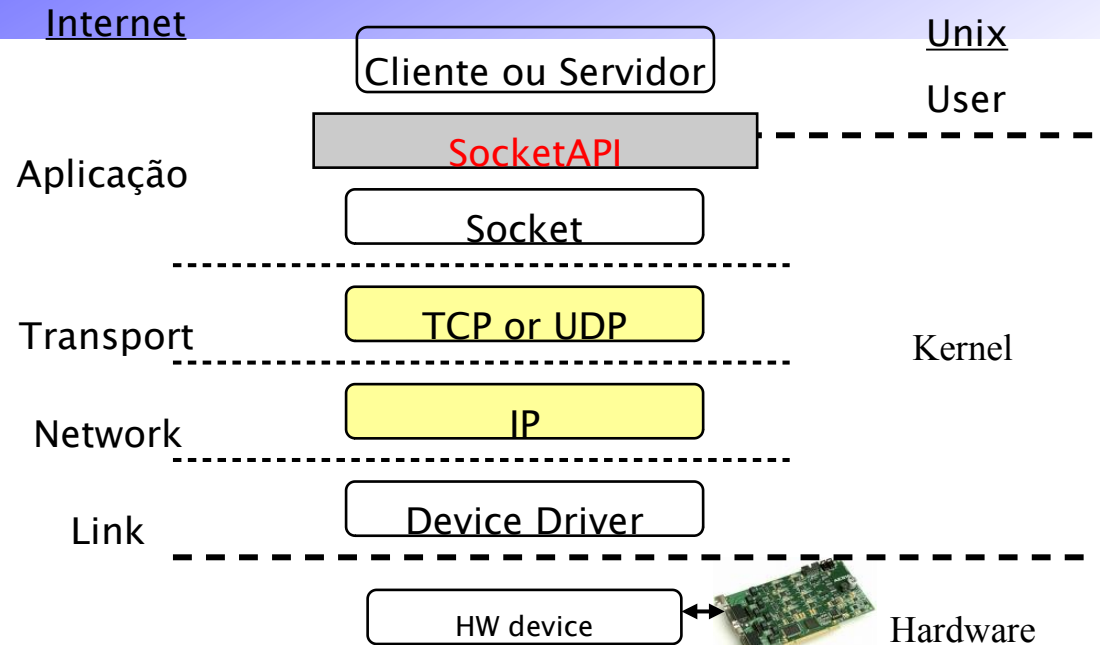 Internet
Unix
Cliente ou Servidor
User
SocketAPI
Aplicação
Socket
TCP or UDP
Transport
Kernel
IP
Network
Device Driver
Link
HW device
Hardware